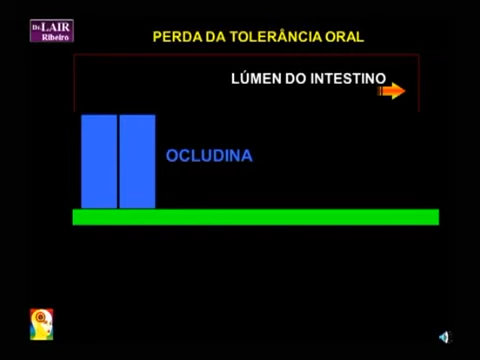 Dr. LAIR
Ribeiro
PERDA DA TOLERÂNCIA ORAL
LÚMEN DO INTESTINO
OCLUDINA